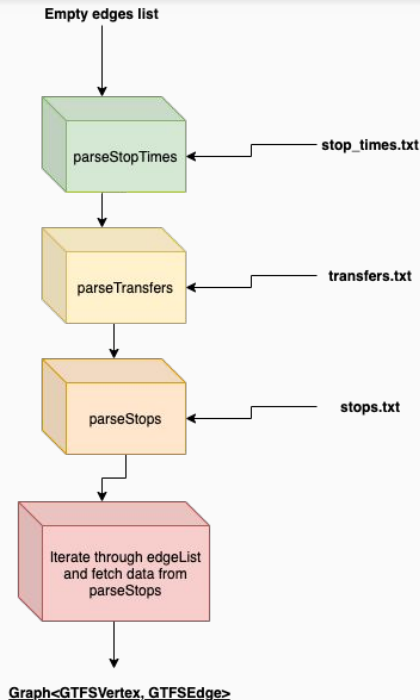 Empty edges list
parseStopTimes
stop_times.txt
parseTransfers
transfers.txt
parseStops
stops.txt
Iterate through edgeList
and fetch data from
parseStops
Graph<GTFSVertex, GTFSEdge>